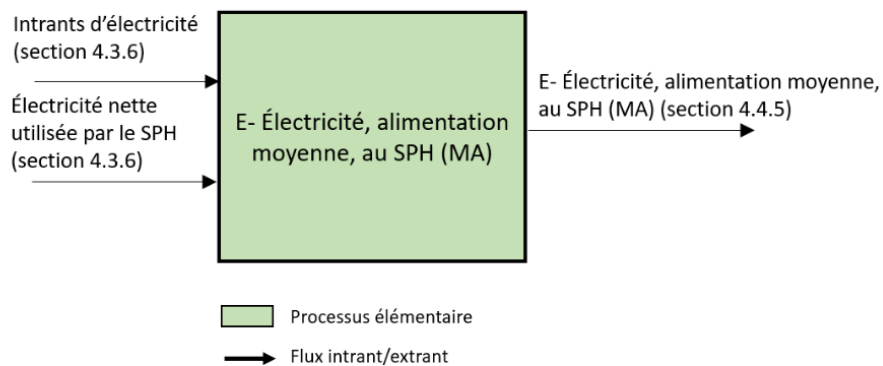 Intrants d'électricité
(section 4.3.6)
Électricité nette
utilisée par le SPH
(section 4.3.6)
E- Électricité, alimentation
moyenne, au SPH (MA)
E- Électricité, alimentation moyenne,
au SPH (MA) (section 4.4.5)
Processus élémentaire
Flux intrant/extrant